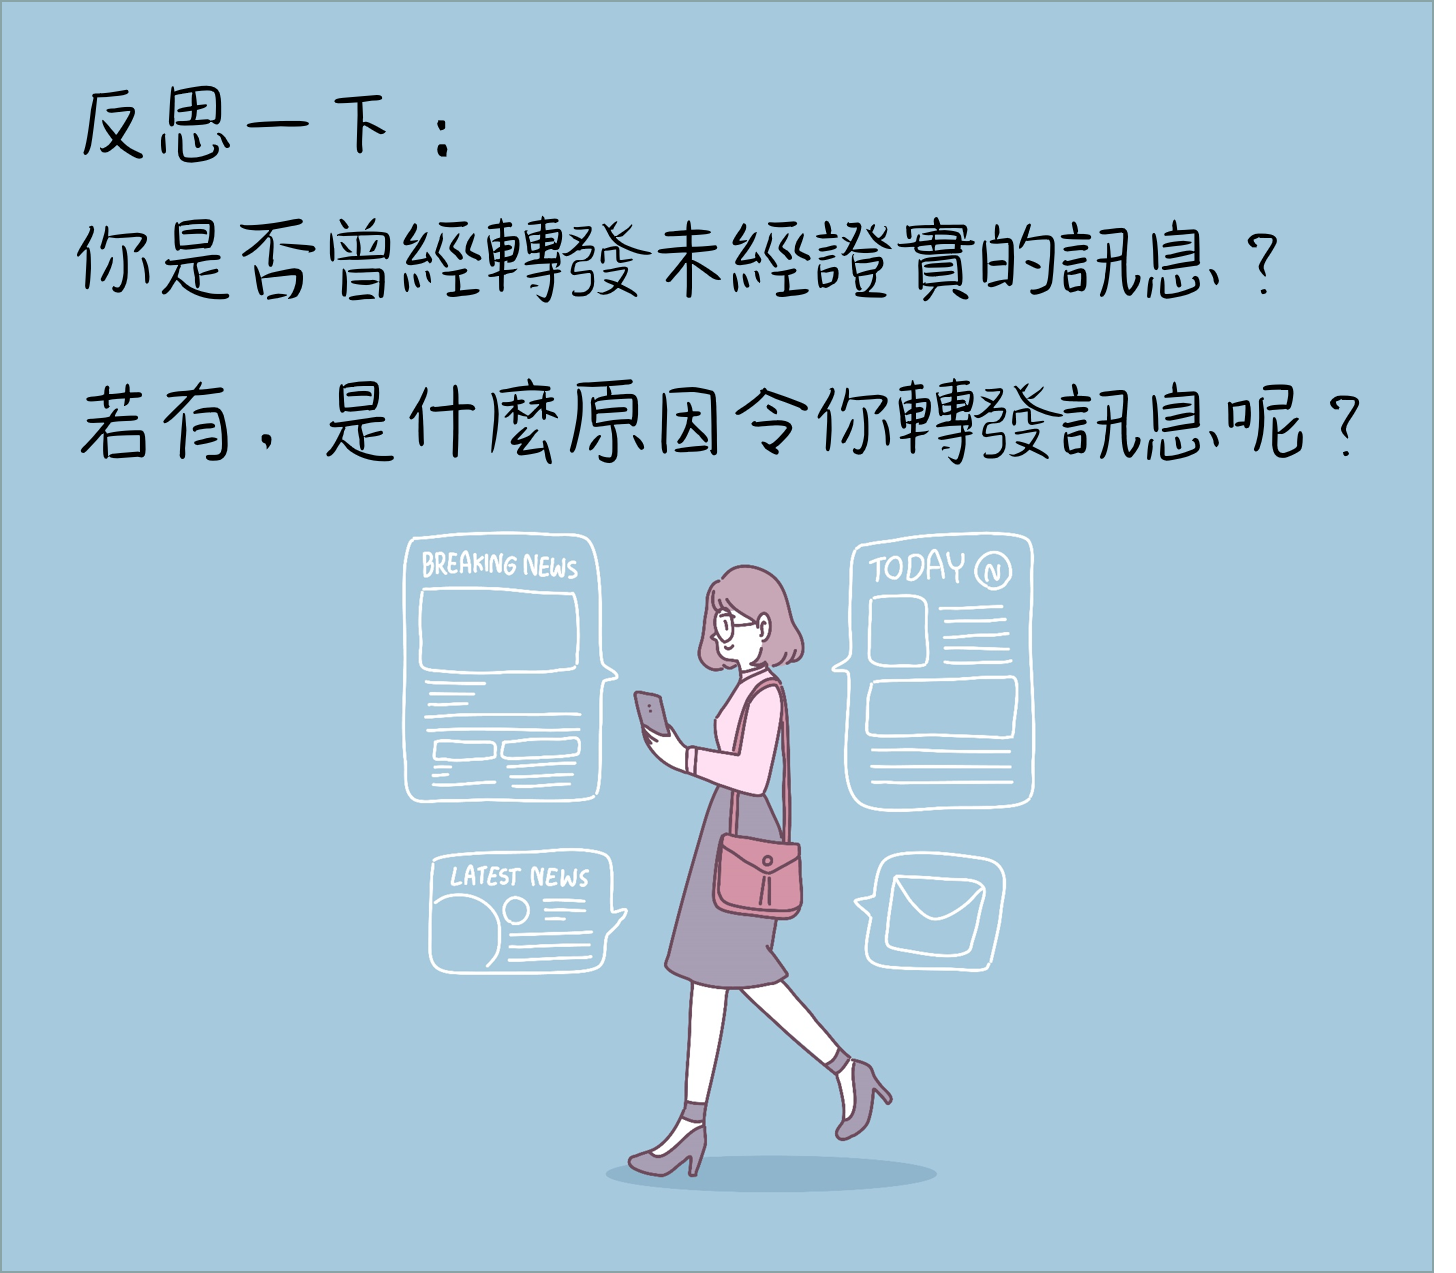 反思一下：
你是否曾經轉發未經證實的訊息？
若有，是什麼原因令你轉發訊息呢？
BREAKING NEWS
TODAY N
LATEST NEWS